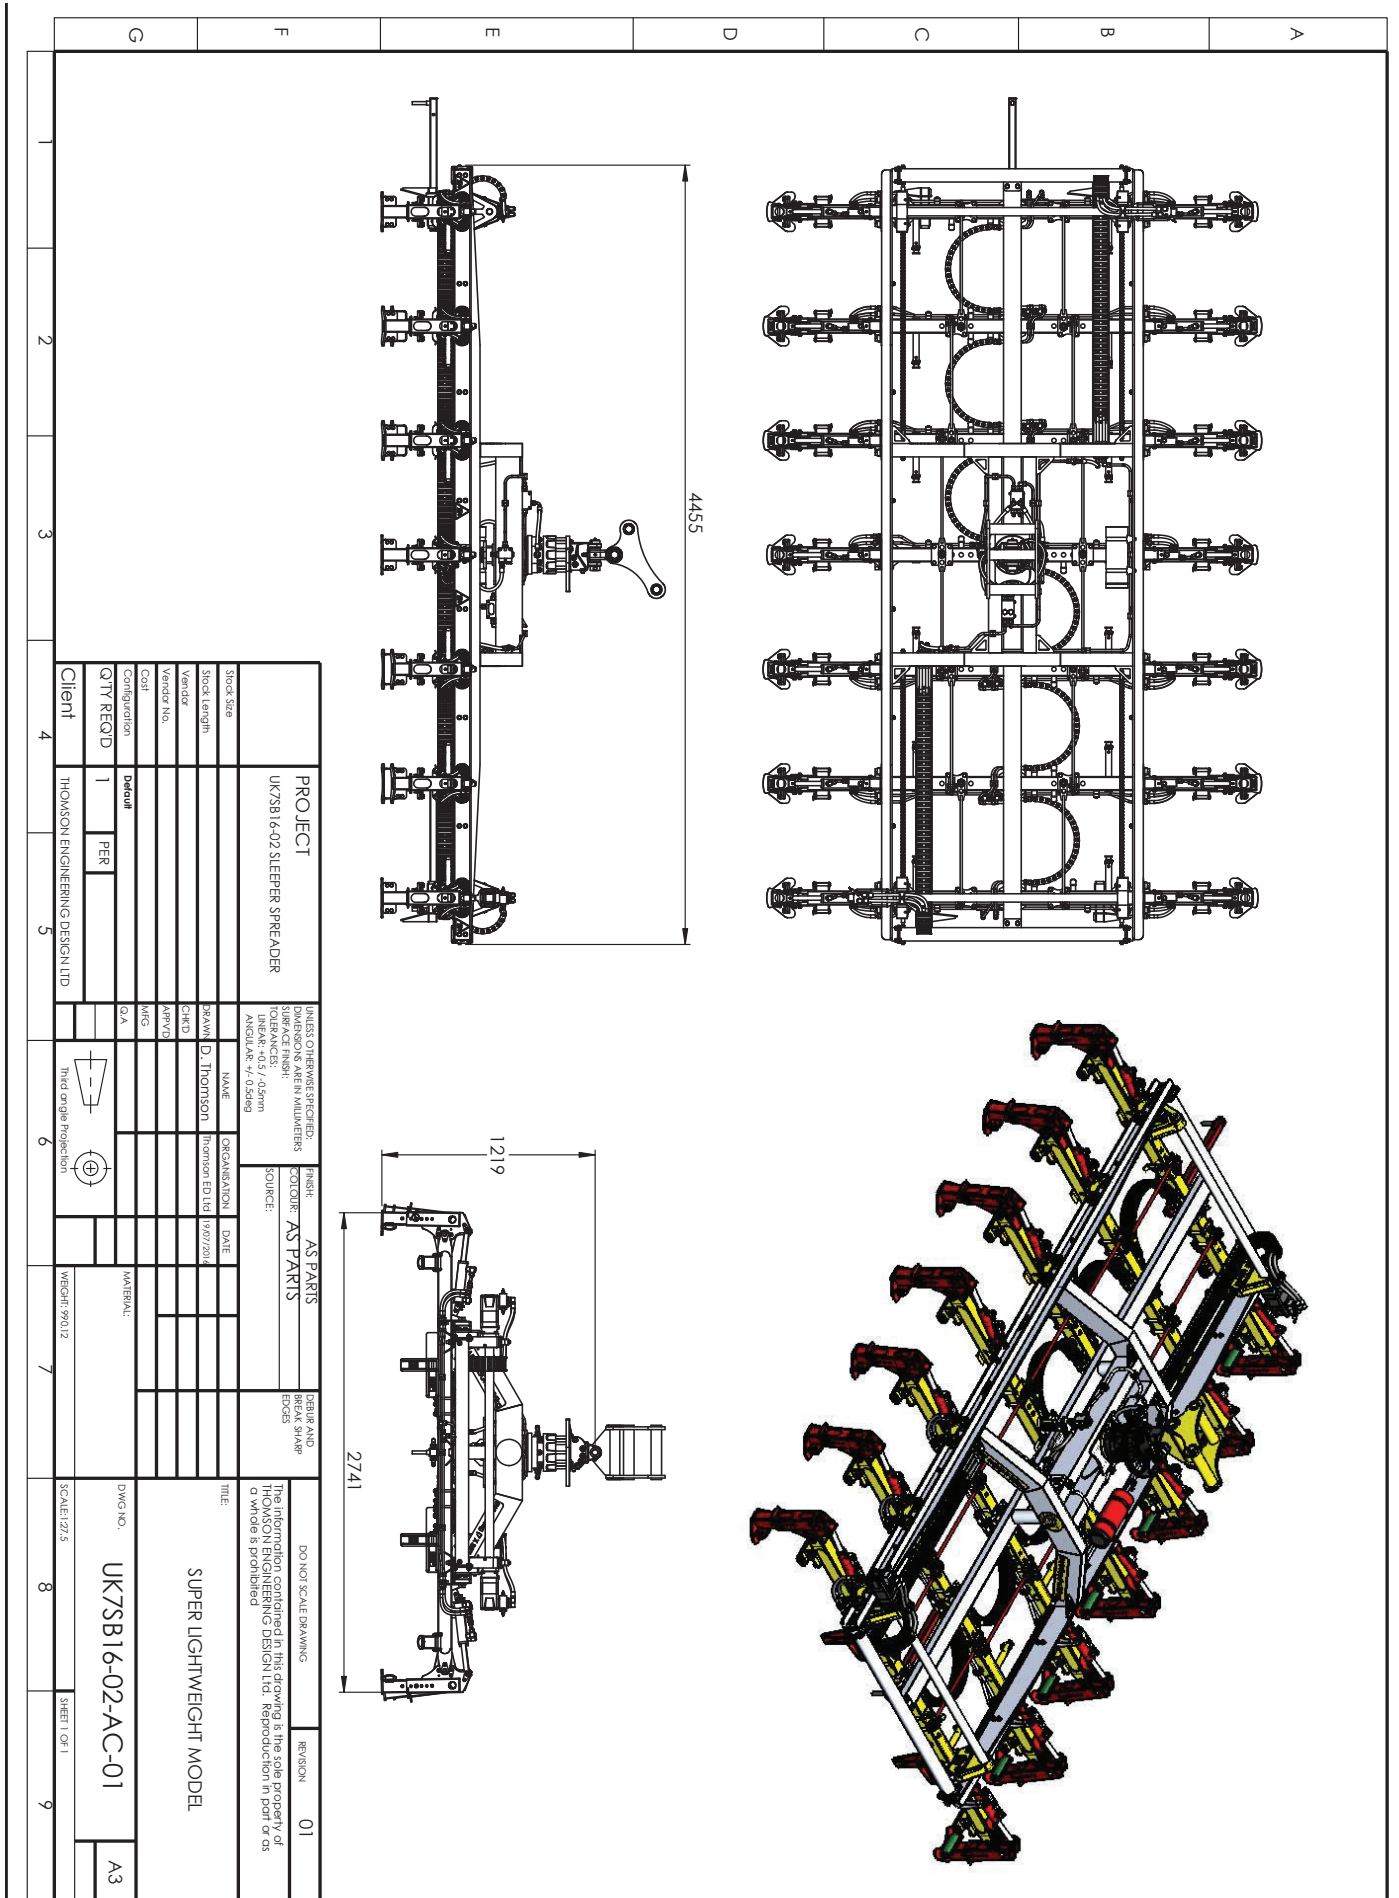 A
B
C
D
E
F
G
1
2
3
4
5
6
7
8
9
4455
1219
2741
PROJECT
UK7SB16-02 SLEEPER SPREADER
Stock Size
Stock Length
Vendor
Vendor No.
Cost
Configuration
Default
QTY REQ'D
1
PER
Client
THOMSON ENGINEERING DESIGN LTD
UNLESS OTHERWISE SPECIFIED:
DIMENSIONS ARE IN MILLIMETERS
SURFACE FINISH:
TOLERANCES:
LINEAR: +0.5 / -0.5mm
ANGULAR: +/- 0.5deg
FINISH: AS PARTS
COLOUR: AS PARTS
SOURCE:
DEBUR AND
BREAK SHARP
EDGES
NAME
ORGANISATION
DATE
DRAWN
D. Thomson
Thomson ED Ltd
19/07/2016
CHK'D
APPV'D
MFG
Q.A
Third angle Projection
MATERIAL:
WEIGHT: 990.12
DO NOT SCALE DRAWING
REVISION
01
The information contained in this drawing is the sole property of
THOMSON ENGINEERING DESIGN Ltd. Reproduction in part or as
a whole is prohibited
TITLE:
SUPER LIGHTWEIGHT MODEL
DWG NO.
UK7SB16-02-AC-01
A3
SCALE:1:27.5
SHEET 1 OF 1